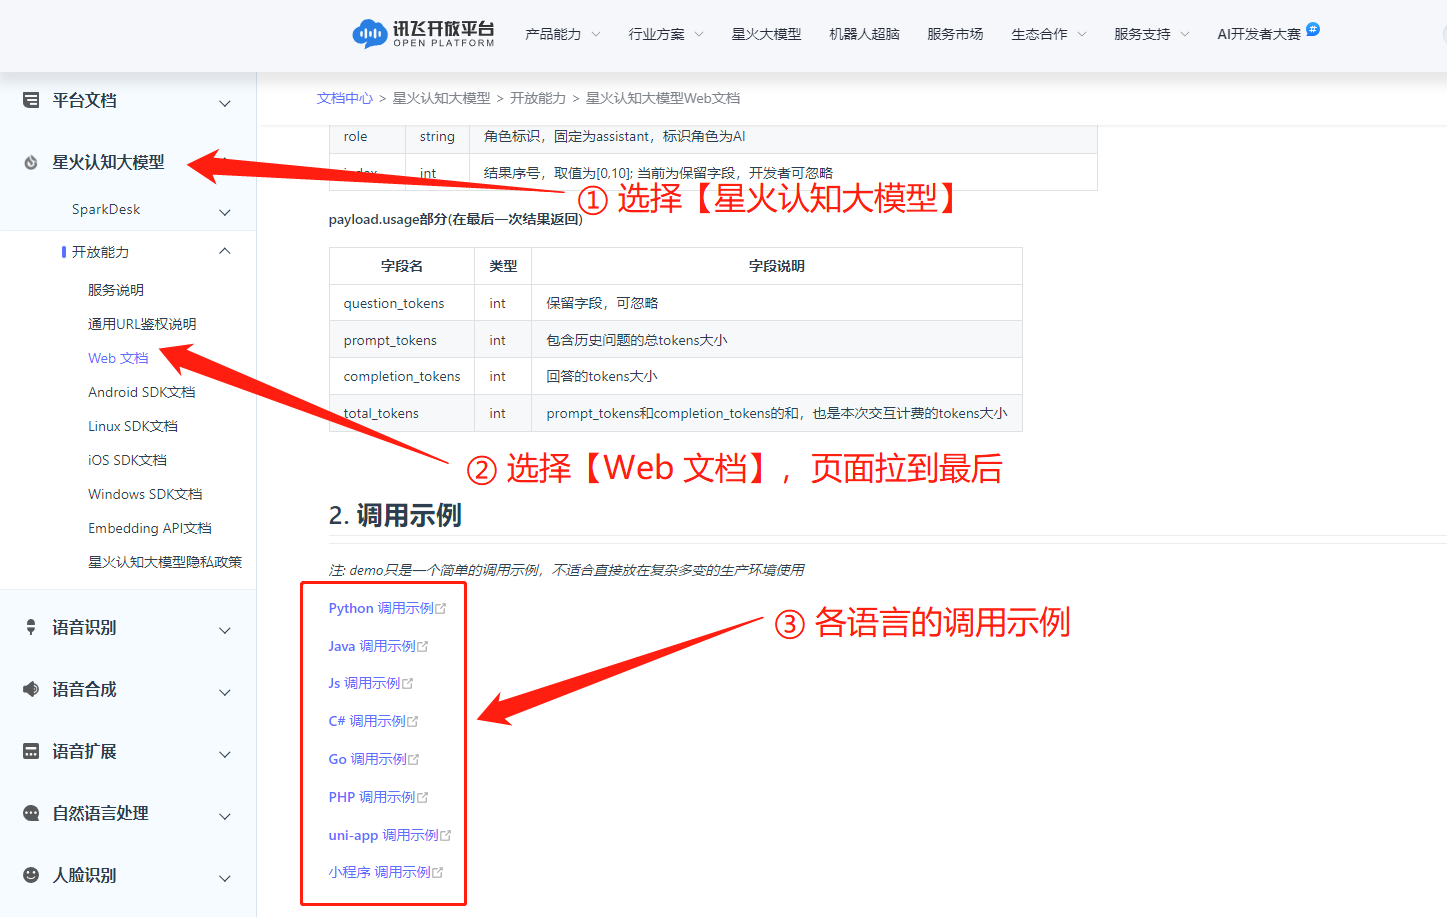 讯飞开放平台
OPEN PLATFORM
产品能力 行业方案 星火大模型 机器人超脑 服务市场 生态合作 服务支持 AI开发者大赛 #
平台文档
星火认知大模型
SparkDesk
开放能力
服务说明
通用URL鉴权说明
Web 文档
Android SDK文档
Linux SDK文档
iOS SDK文档
Windows SDK文档
Embedding API文档
星火认知大模型隐私政策
语音识别
语音合成
语音扩展
自然语言处理
人脸识别
文档中心 > 星火认知大模型 > 开放能力 > 星火认知大模型Web文档
role string 角色标识，固定为assistant，标识角色为AI
index int 结果序号，取值为[0,10]; 当前为保留字段，开发者可忽略
① 选择【星火认知大模型】
payload.usage部分(在最后一次结果返回)
字段名 类型 字段说明
question_tokens int 保留字段，可忽略
prompt_tokens int 包含历史问题的总tokens大小
completion_tokens int 回答的tokens大小
total_tokens int prompt_tokens和completion_tokens的和，也是本次交互计费的tokens大小
② 选择【Web 文档】，页面拉到最后
2. 调用示例
注: demo只是一个简单的调用示例，不适合直接放在复杂多变的生产环境使用
Python 调用示例
Java 调用示例
Js 调用示例
C# 调用示例
Go 调用示例
PHP 调用示例
uni-app 调用示例
小程序 调用示例
③ 各语言的调用示例